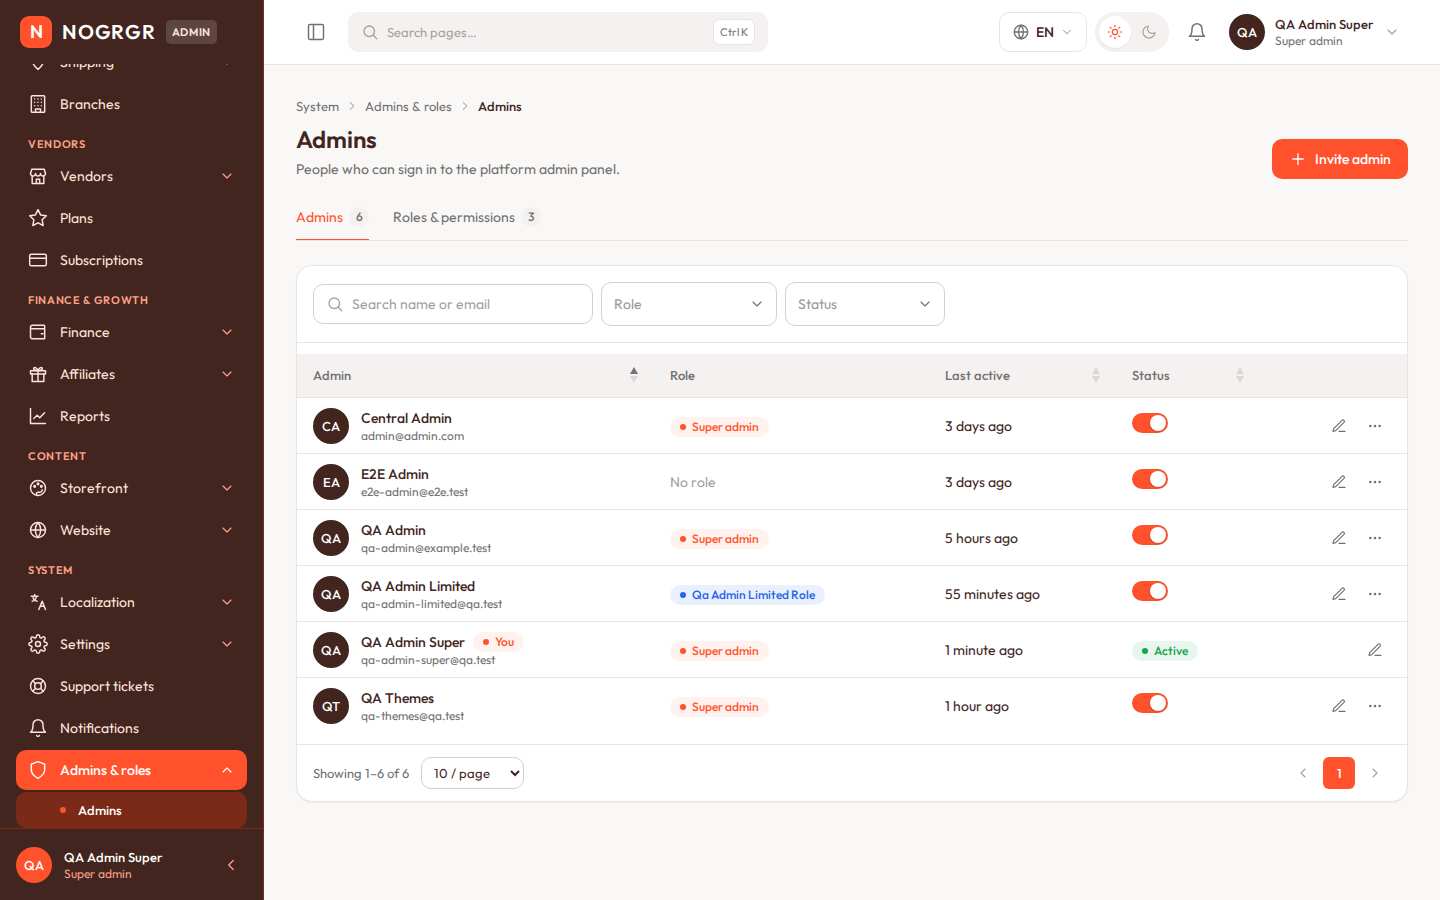 N NOGRGR ADMIN
Shipping
Branches
VENDORS
Vendors
Plans
Subscriptions
FINANCE & GROWTH
Finance
Affiliates
Reports
CONTENT
Storefront
Website
SYSTEM
Localization
Settings
Support tickets
Notifications
Admins & roles
Admins
QA QA Admin Super
Super admin
Search pages... Ctrl K
EN
QA QA Admin Super
Super admin
System > Admins & roles > Admins
Admins
People who can sign in to the platform admin panel.
Invite admin
Admins 6 Roles & permissions 3
Search name or email Role Status
Admin Role Last active Status
CA Central Admin Super admin 3 days ago
admin@admin.com
EA E2E Admin No role 3 days ago
e2e-admin@e2e.test
QA QA Admin Super admin 5 hours ago
qa-admin@example.test
QA QA Admin Limited Qa Admin Limited Role 55 minutes ago
qa-admin-limited@qa.test
QA QA Admin Super You Super admin 1 minute ago Active
qa-admin-super@qa.test
QT QA Themes Super admin 1 hour ago
qa-themes@qa.test
Showing 1–6 of 6 10 / page 1